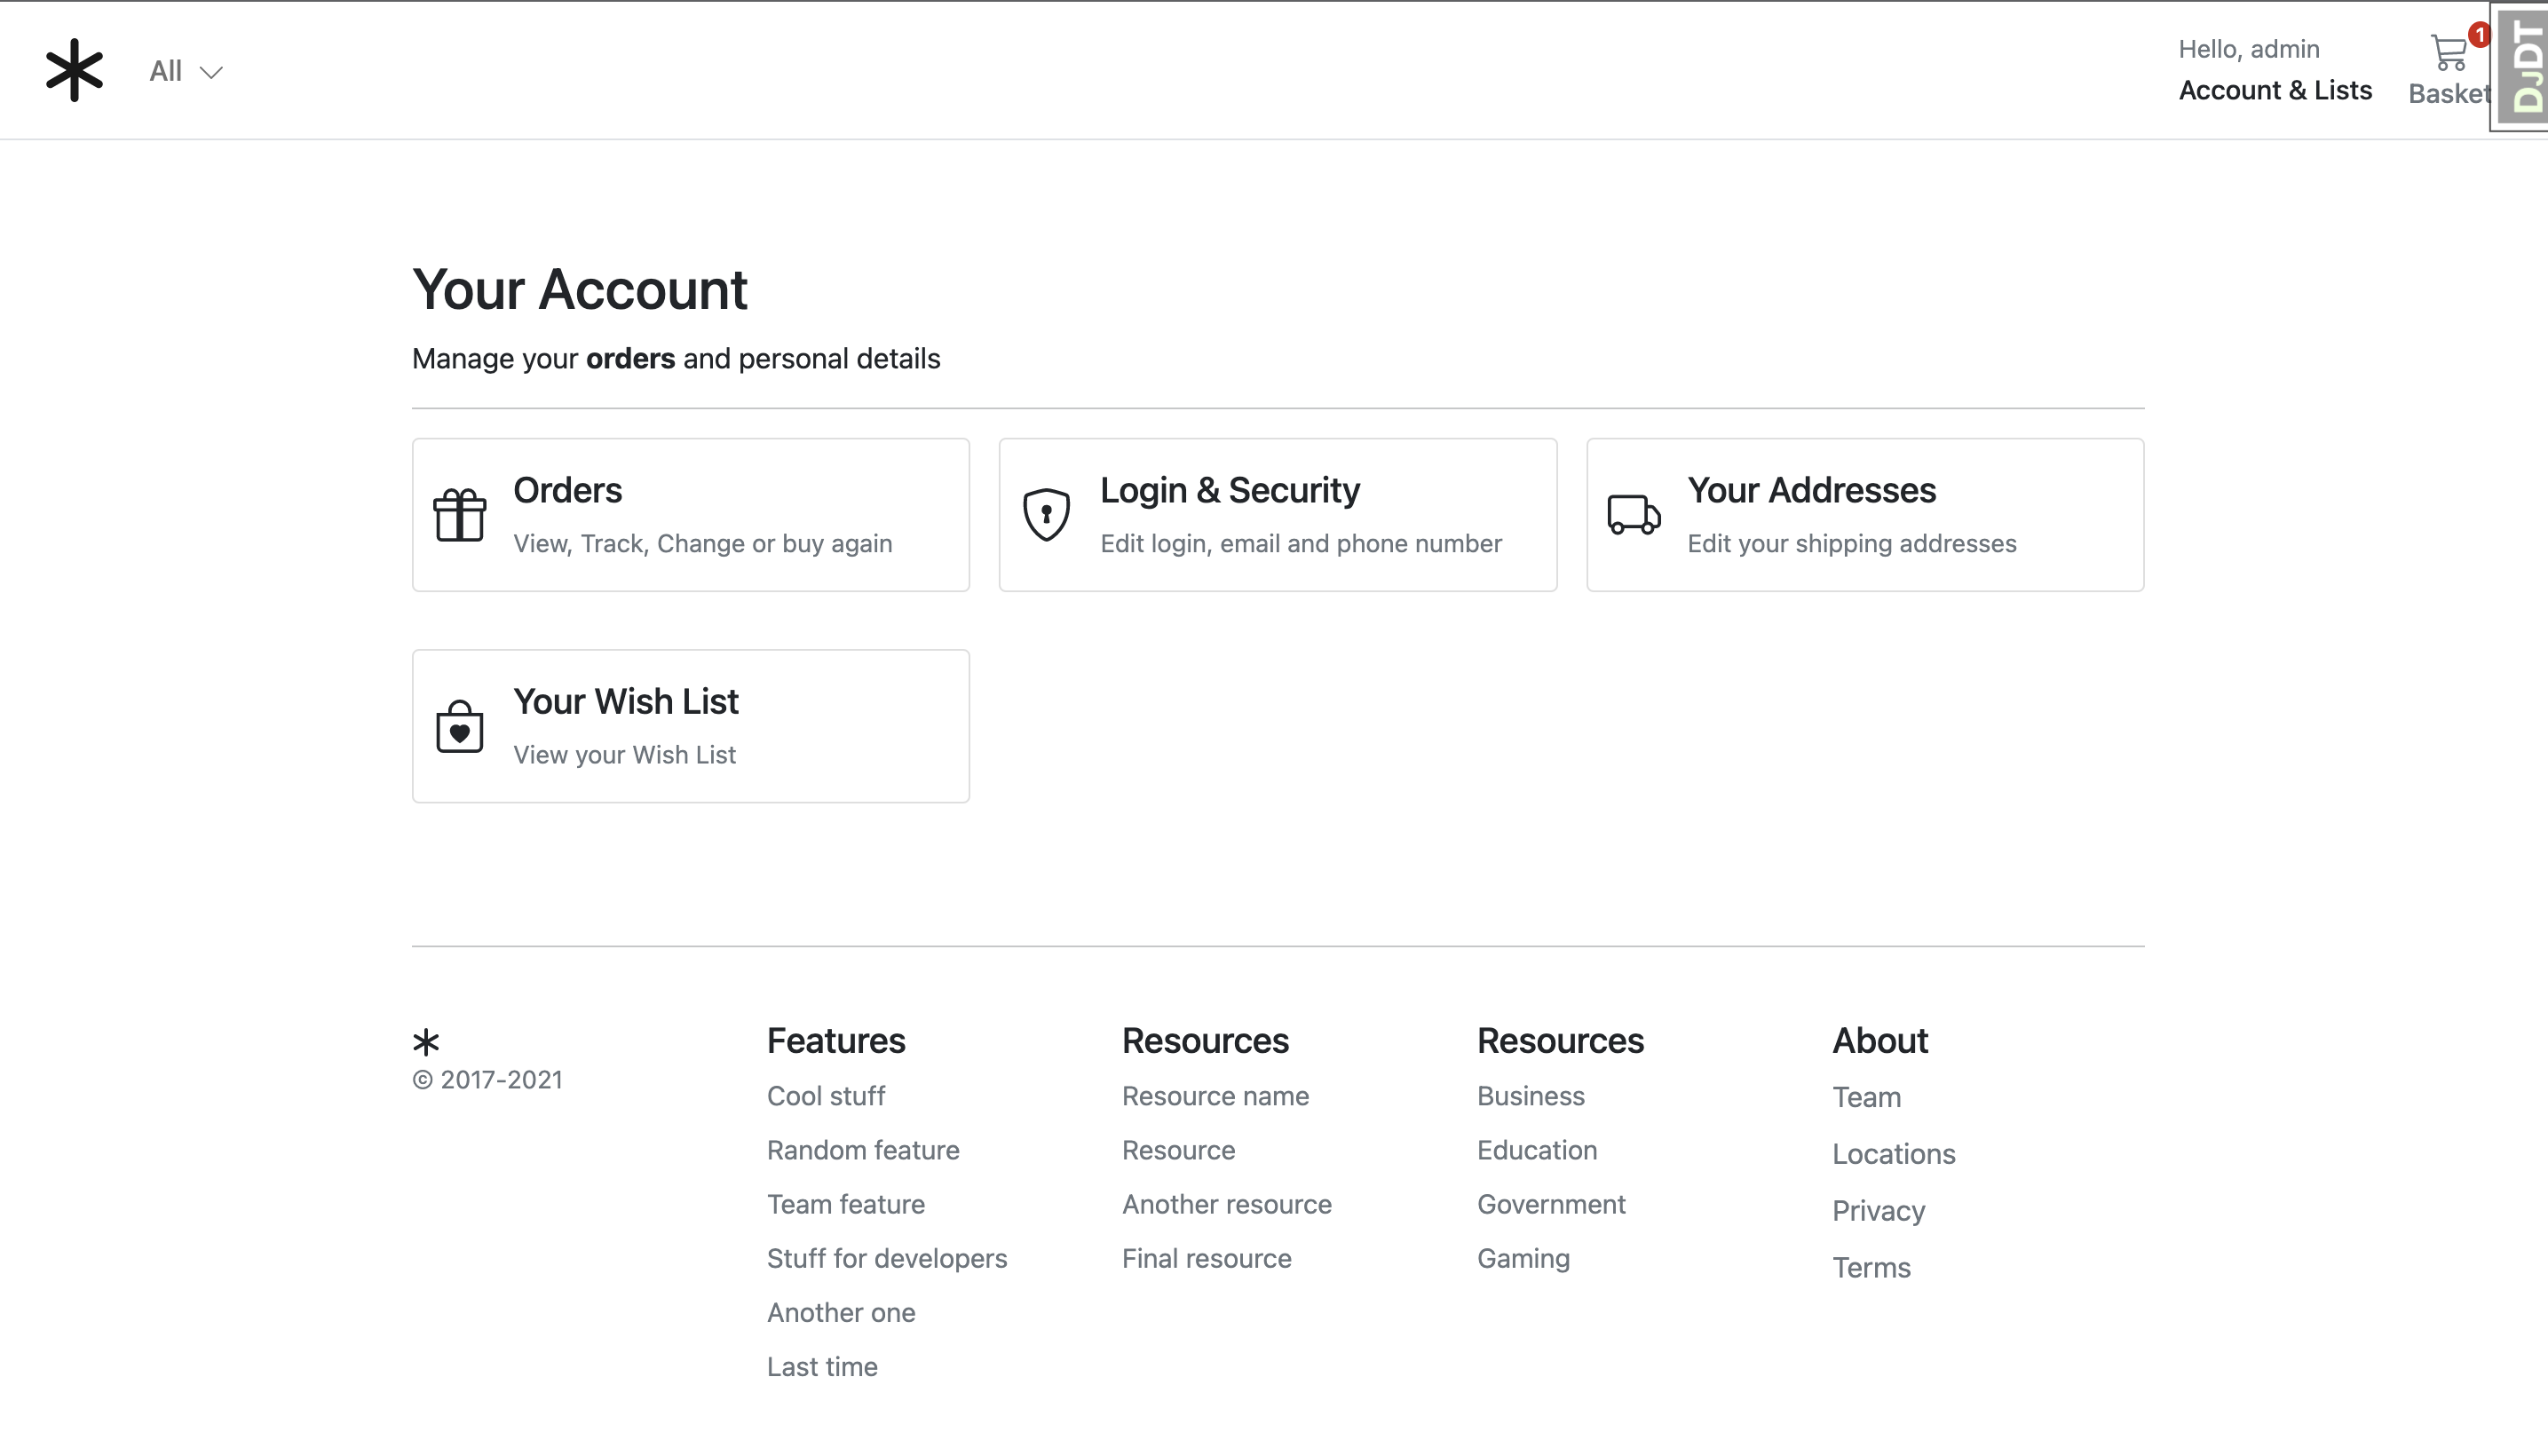 All
Hello, admin
Account & Lists
1
Basket
DJDT
Your Account
Manage your orders and personal details
Orders
View, Track, Change or buy again
Login & Security
Edit login, email and phone number
Your Addresses
Edit your shipping addresses
Your Wish List
View your Wish List
© 2017-2021
Features
Cool stuff
Random feature
Team feature
Stuff for developers
Another one
Last time
Resources
Resource name
Resource
Another resource
Final resource
Resources
Business
Education
Government
Gaming
About
Team
Locations
Privacy
Terms